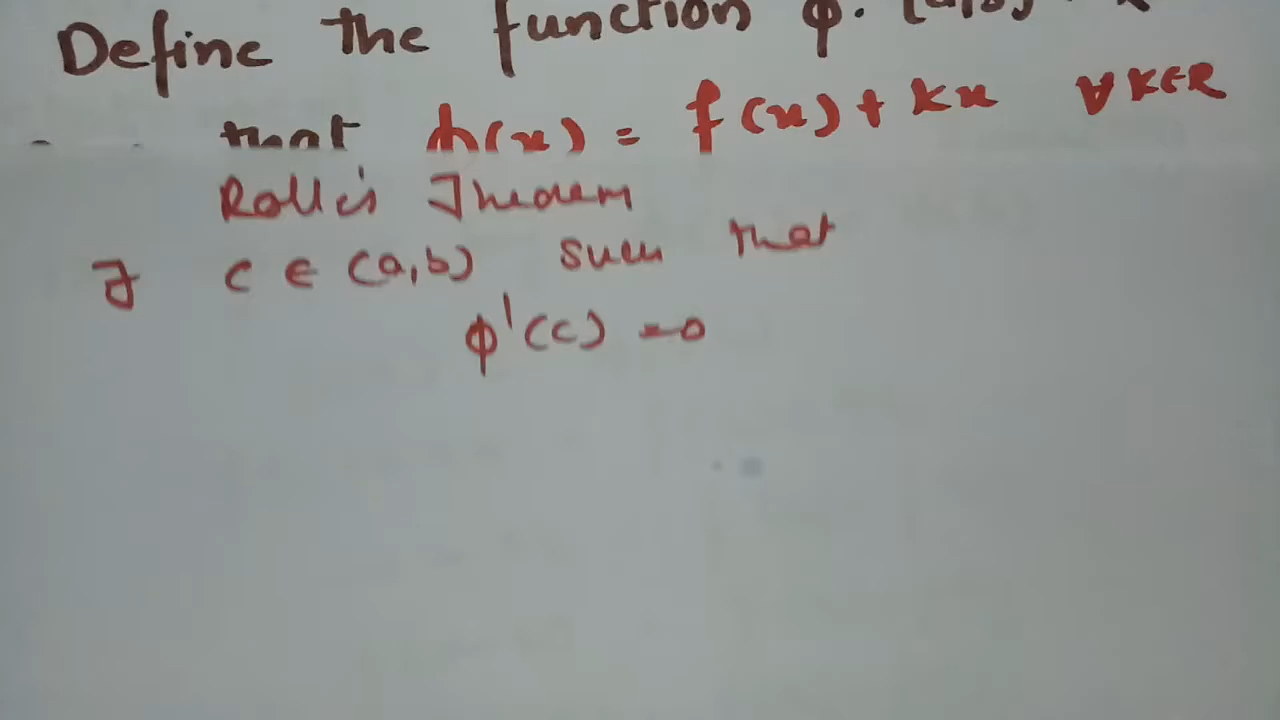 Define the function φ: [a,b] →
that φ(x) = f(x) + kx ∀ K∈R
Rolle's Theorem
∃ c ∈ (a,b) such that
φ'(c) = 0